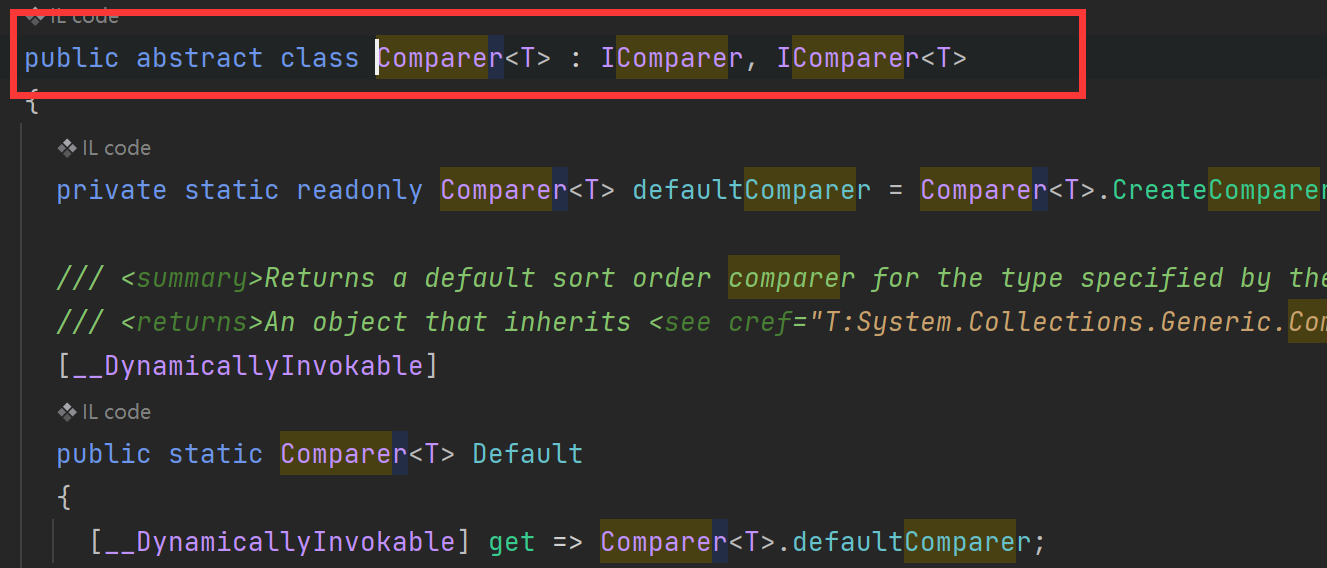 IL code
public abstract class Comparer<T> : IComparer, IComparer<T>
{
IL code
private static readonly Comparer<T> defaultComparer = Comparer<T>.CreateComparer
/// <summary>Returns a default sort order comparer for the type specified by the
/// <returns>An object that inherits <see cref="T:System.Collections.Generic.Com
[__DynamicallyInvokable]
IL code
public static Comparer<T> Default
{
[__DynamicallyInvokable] get => Comparer<T>.defaultComparer;